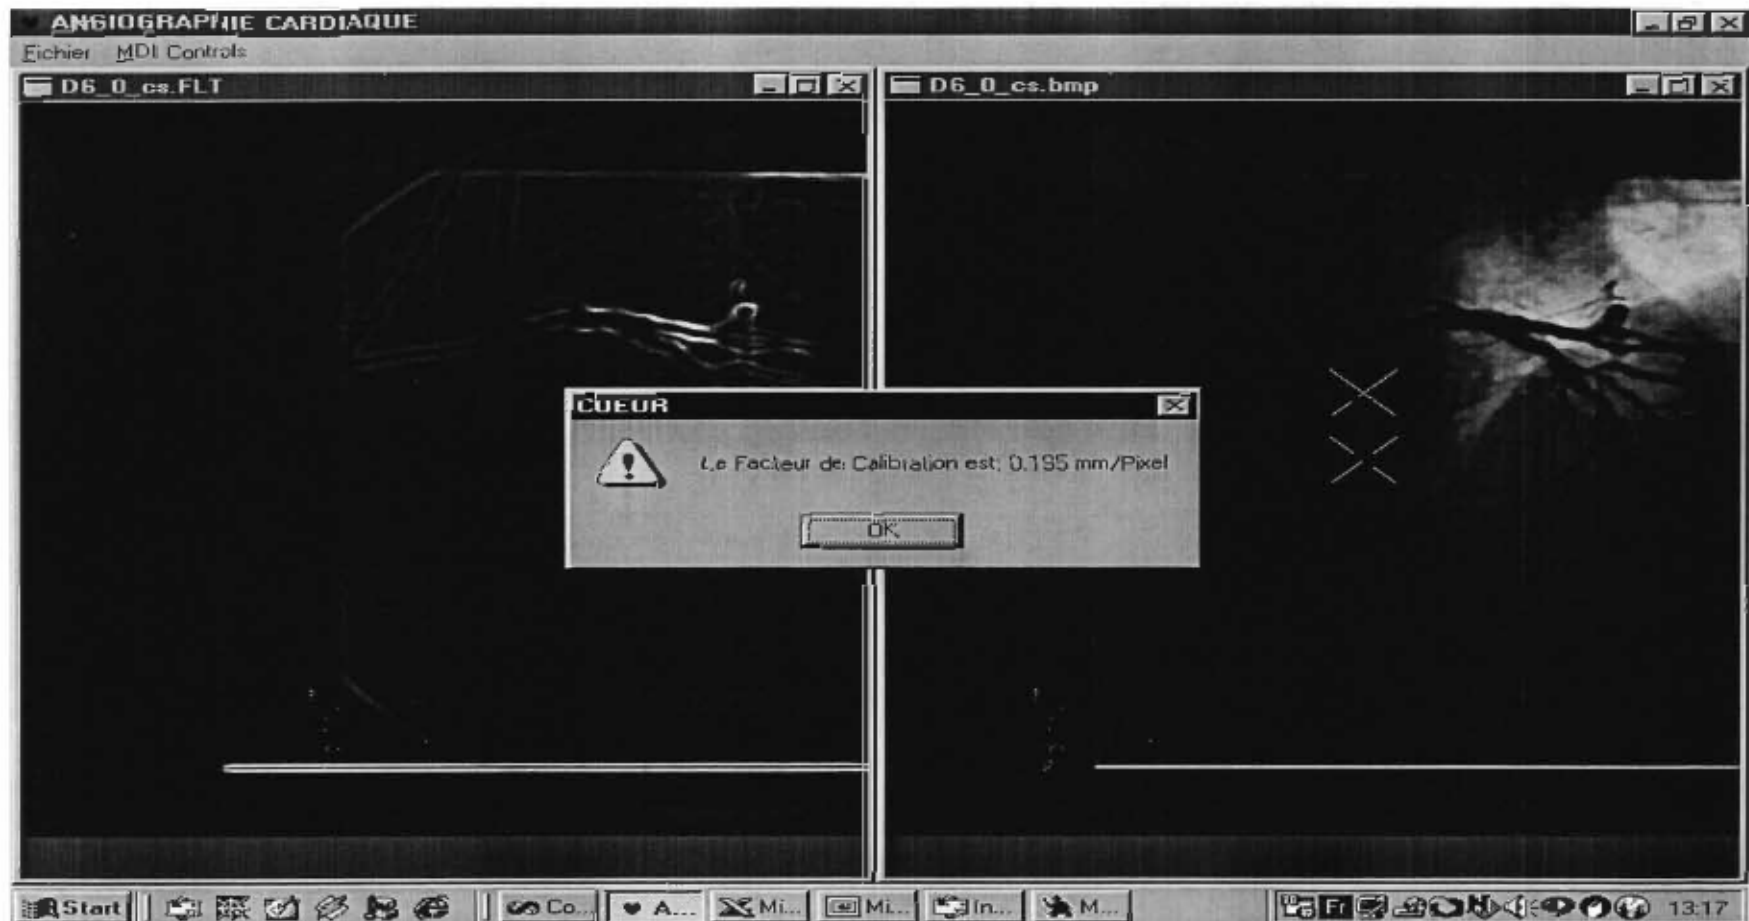 ANGIOGRAPHIE CARDIAQUE
Fichier MDI Controls
D6_0_cs.FLT
D6_0_cs.bmp
CUEUR
Le Facteur de Calibration est: 0.195 mm/Pixel
OK
Start Co... A... Mi... Mi... In... M... Fr 13:17